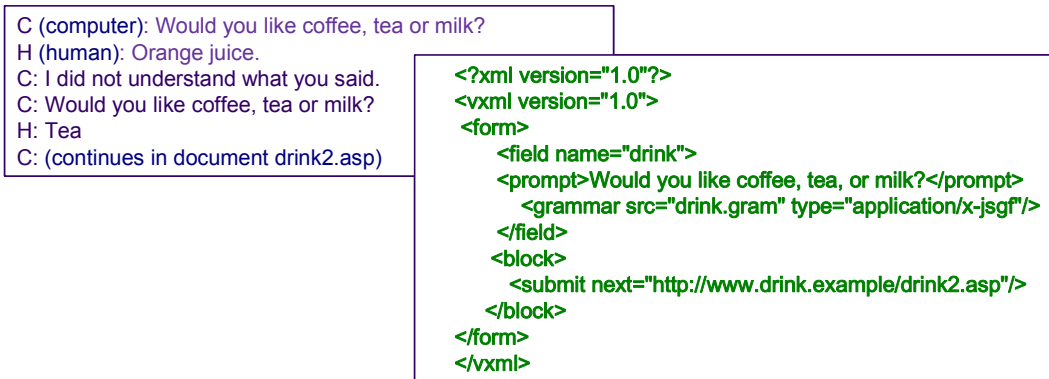 C (computer): Would you like coffee, tea or milk?
H (human): Orange juice.
C: I did not understand what you said.
C: Would you like coffee, tea or milk?
H: Tea
C: (continues in document drink2.asp)
<?xml version="1.0"?>
<vxml version="1.0">
<form>
<field name="drink">
<prompt>Would you like coffee, tea, or milk?</prompt>
<grammar src="drink.gram" type="application/x-jsgf"/>
</field>
<block>
<submit next="http://www.drink.example/drink2.asp"/>
</block>
</form>
</vxml>